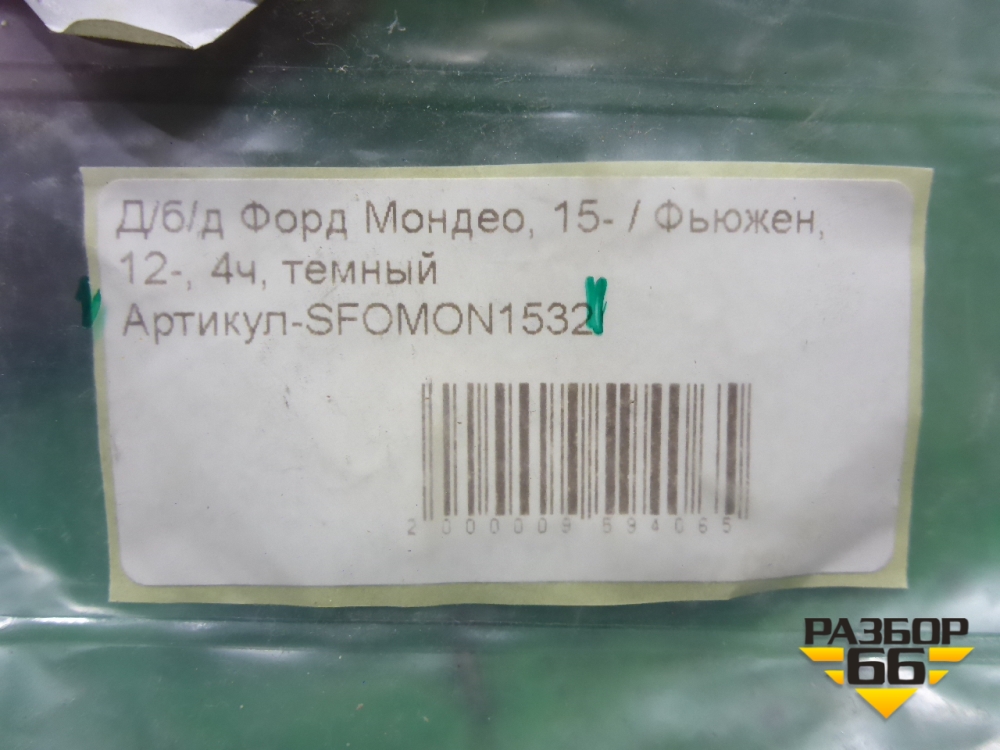 Д/б/д Форд Мондео, 15- / Фьюжен,
12-, 4ч, темный
Артикул-SFOMON1532
2 000009 594065
РАЗБОР
66